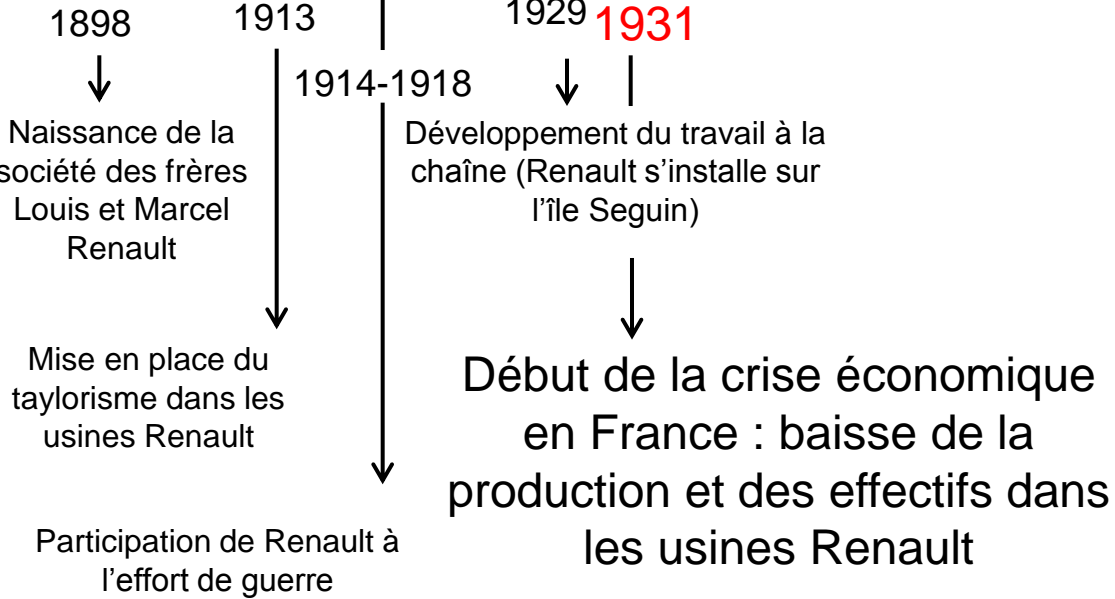 1898
Naissance de la
société des frères
Louis et Marcel
Renault
1913
Mise en place du
taylorisme dans les
usines Renault
1914-1918
Participation de Renault à
l’effort de guerre
1929
Développement du travail à la
chaîne (Renault s’installe sur
l’île Seguin)
1931
Début de la crise économique
en France : baisse de la
production et des effectifs dans
les usines Renault